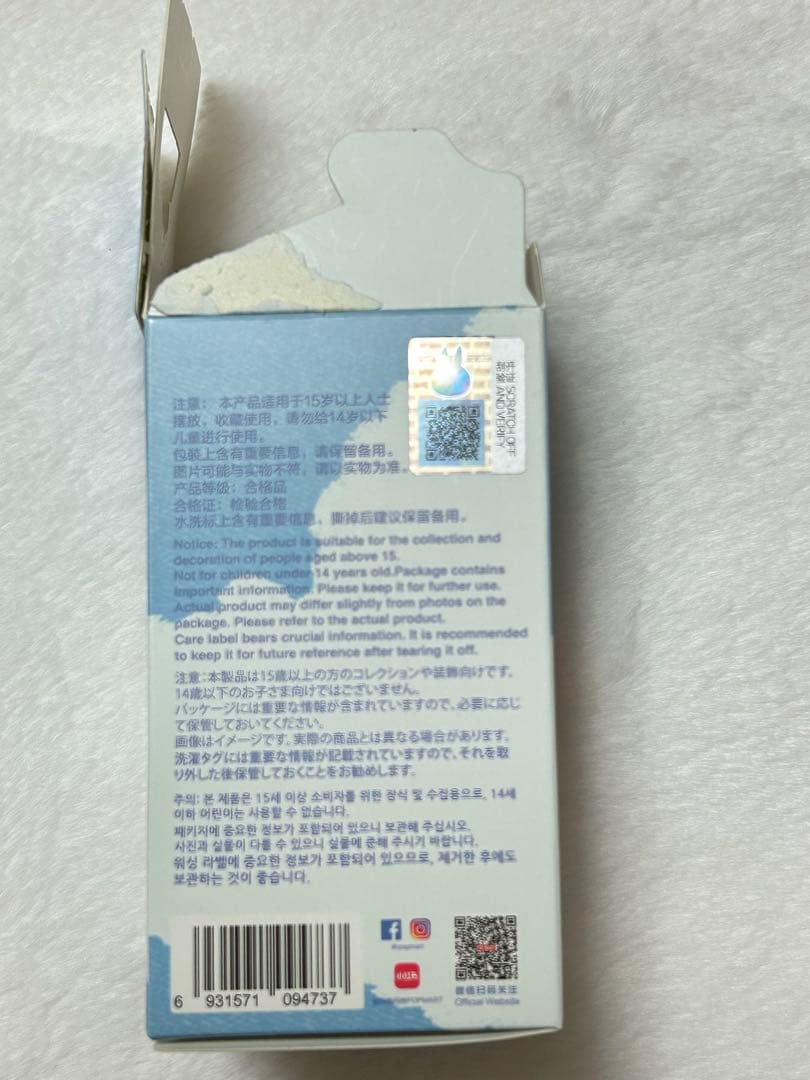 注意： 本产品适用于15岁以上人士
摆放、收藏使用，请勿给14岁以下
儿童进行使用。
包装上含有重要信息，请保留备用。
图片可能与实物不符，请以实物为准。
产品等级：合格品
合格证：检验合格
水洗标上含有重要信息，撕掉后建议保留备用。
SCRATCH OFF
AND VERIFY
Notice: The product is suitable for the collection and
decoration of people aged above 15.
Not for children under 14 years old.Package contains
important information. Please keep it for further use.
Actual product may differ slightly from photos on the
package. Please refer to the actual product.
Care label bears crucial information. It is recommended
to keep it for future reference after tearing it off.
注意：本製品は15歳以上の方のコレクションや装飾向けです。
14歳以下のお子さま向けではございません。
パッケージには重要な情報が含まれていますので、必要に応じ
て保管しておいてください。
画像はイメージです。実際の商品とは異なる場合があります。
洗濯タグには重要な情報が記載されていますので、それを取
り外した後保管しておくことをお勧めします。
주의: 본 제품은 15세 이상 소비자를 위한 장식 및 수집용으로, 14세
이하 어린이는 사용할 수 없습니다.
패키지에 중요한 정보가 포함되어 있으니 보관해 주십시오.
사진과 실물이 다를 수 있으니 실물에 준해 주시기 바랍니다.
워싱 라벨에 중요한 정보가 포함되어 있으므로, 제거한 후에도
보관하는 것이 좋습니다.
小红书
微信扫码关注
Official Website
6 931571 094737